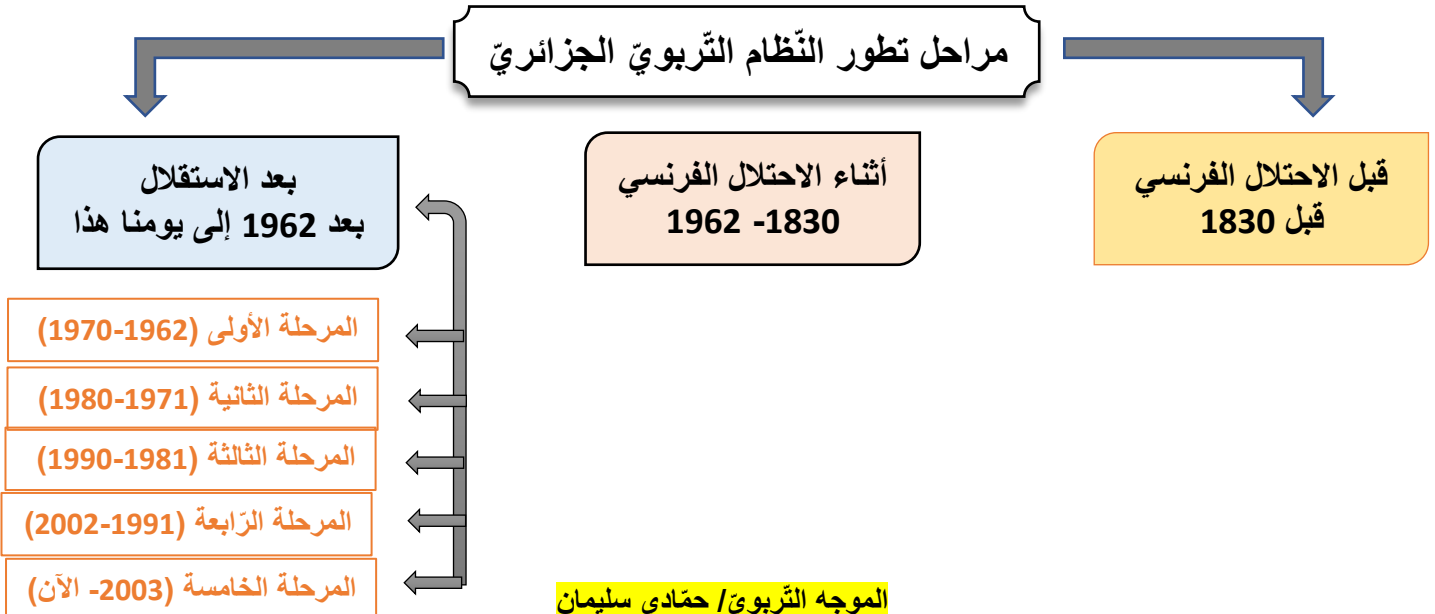 مراحل تطور النّظام التّربويّ الجزائريّ
قبل الاحتلال الفرنسي
قبل 1830
أثناء الاحتلال الفرنسي
1830- 1962
بعد الاستقلال
بعد 1962 إلى يومنا هذا
المرحلة الأولى (1962-1970)
المرحلة الثانية (1971-1980)
المرحلة الثالثة (1981-1990)
المرحلة الرّابعة (1991-2002)
المرحلة الخامسة (2003- الآن)
الموجه التّربويّ/ حمّادي سليمان